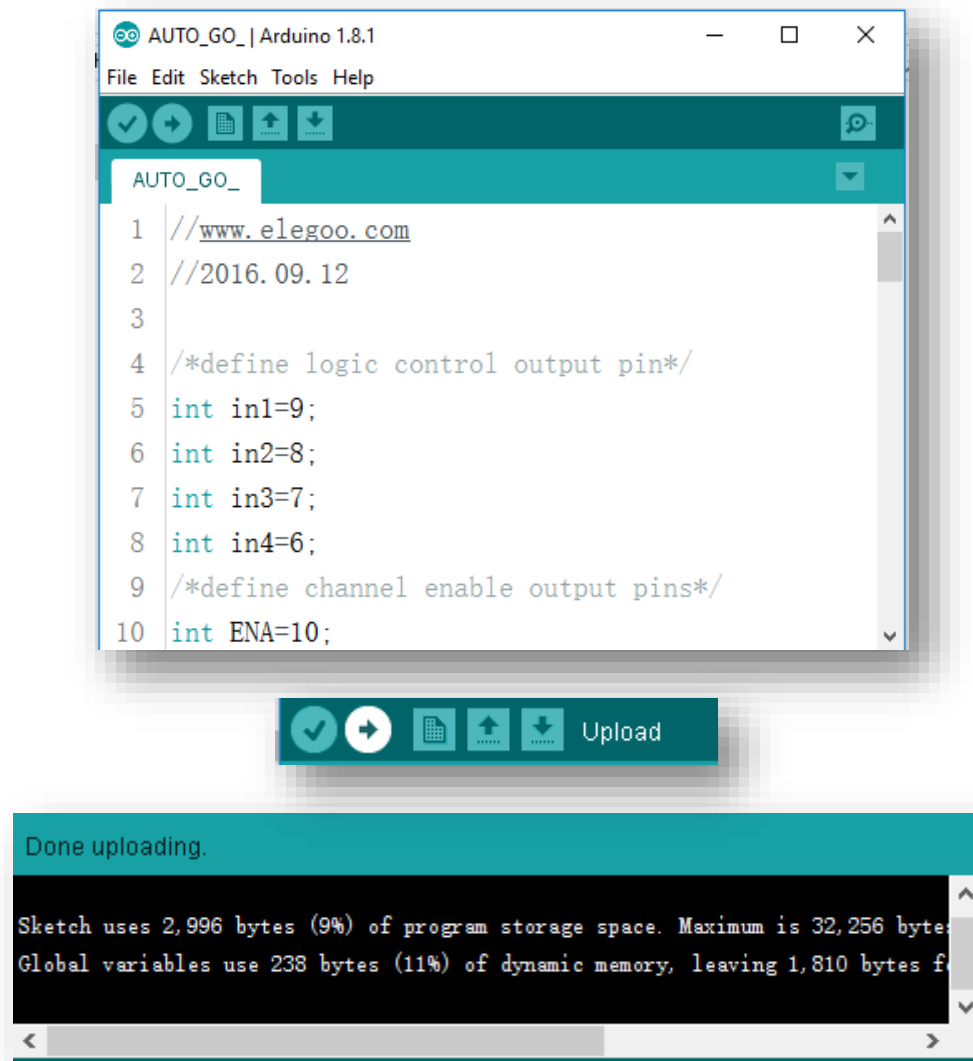 AUTO_GO_ | Arduino 1.8.1
File Edit Sketch Tools Help
AUTO_GO_
1 //www.elegoo.com
2 //2016.09.12
3
4 /*define logic control output pin*/
5 int in1=9;
6 int in2=8;
7 int in3=7;
8 int in4=6;
9 /*define channel enable output pins*/
10 int ENA=10;
Upload
Done uploading.
Sketch uses 2,996 bytes (9%) of program storage space. Maximum is 32,256
Global variables use 238 bytes (11%) of dynamic memory, leaving 1,810 bytes